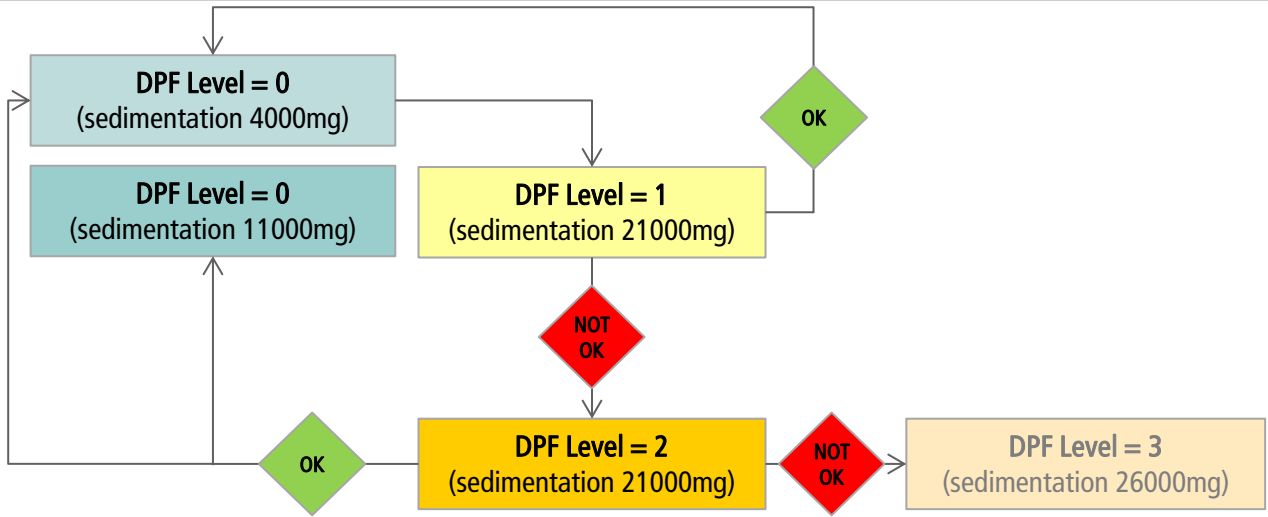 DPF Level = 0
(sedimentation 4000mg)
OK
DPF Level = 0
(sedimentation 11000mg)
DPF Level = 1
(sedimentation 21000mg)
NOT
OK
OK
DPF Level = 2
(sedimentation 21000mg)
NOT
OK
DPF Level = 3
(sedimentation 26000mg)